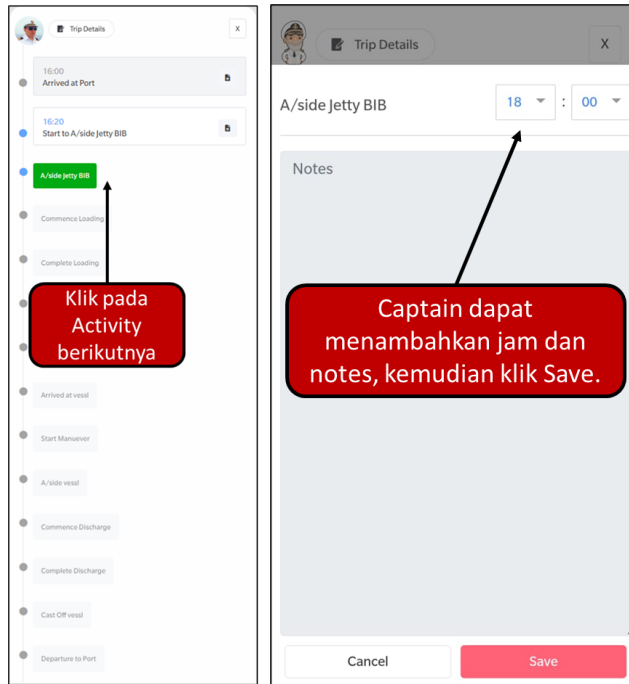 Trip Details
X
16:00
Arrived at Port
16:20
Start to A/side Jetty BIB
A/side Jetty BIB
Commence Loading
Complete Loading
Klik pada
Activity
berikutnya
Arrived at vessl
Start Manuever
A/side vessl
Commence Discharge
Complete Discharge
Cast Off vessl
Departure to Port
Trip Details
X
A/side Jetty BIB
18 : 00
Notes
Captain dapat
menambahkan jam dan
notes, kemudian klik Save.
Cancel
Save